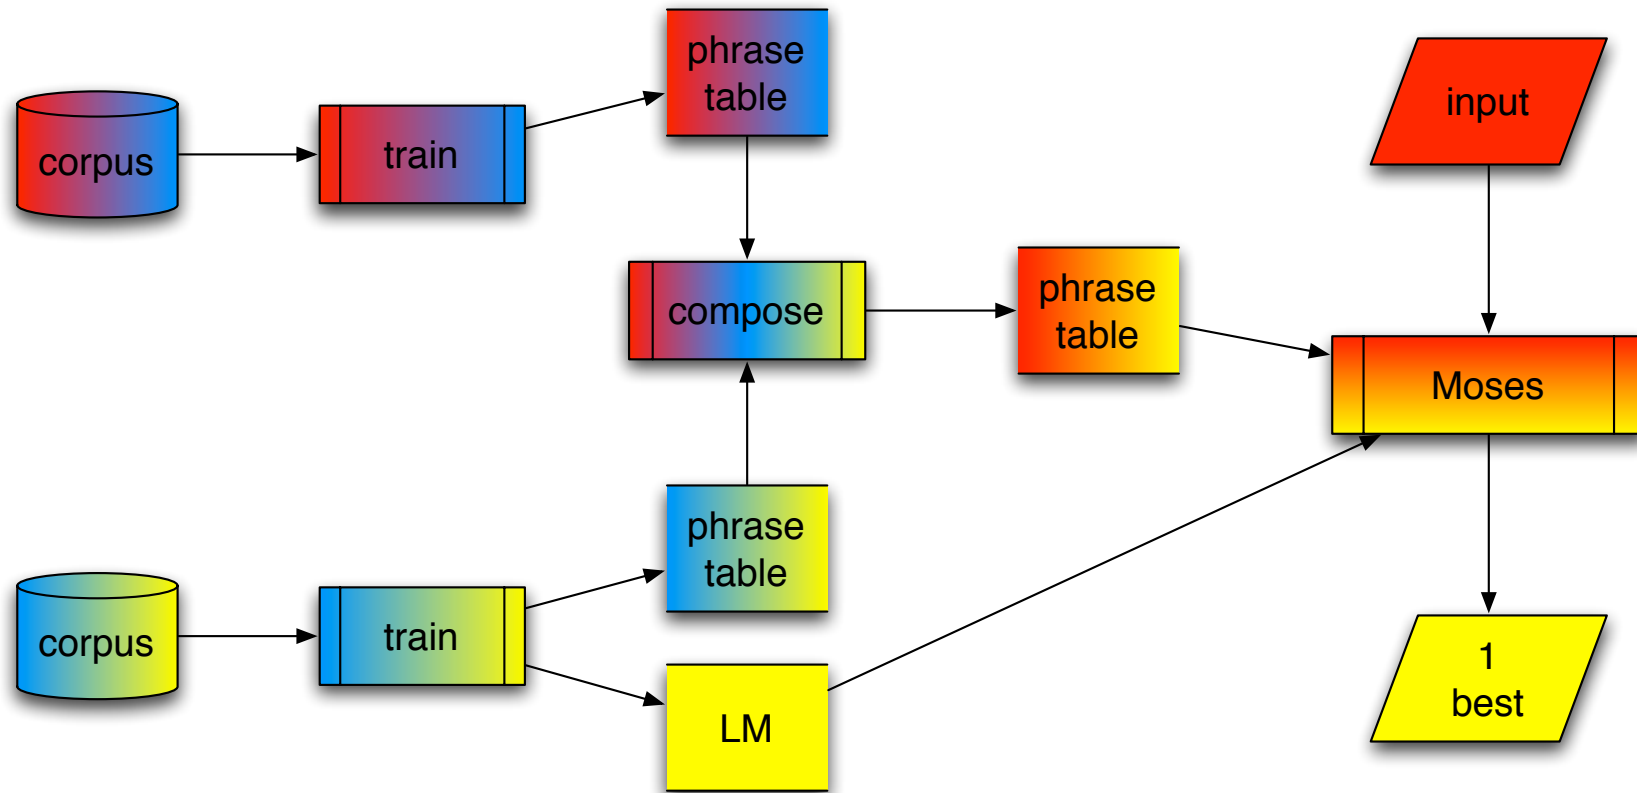 phrase
table
input
corpus
train
compose
phrase
table
Moses
phrase
table
corpus
train
LM
1
best